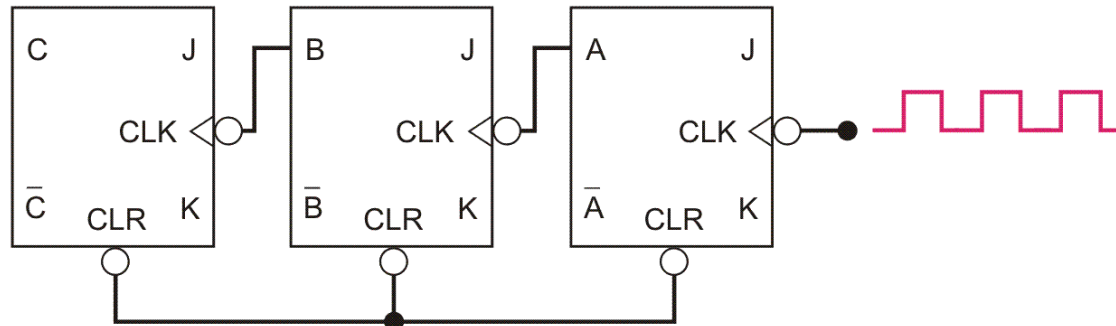 C J B J A J
CLK CLK CLK
C̅ K B̅ K A̅ K
CLR CLR CLR